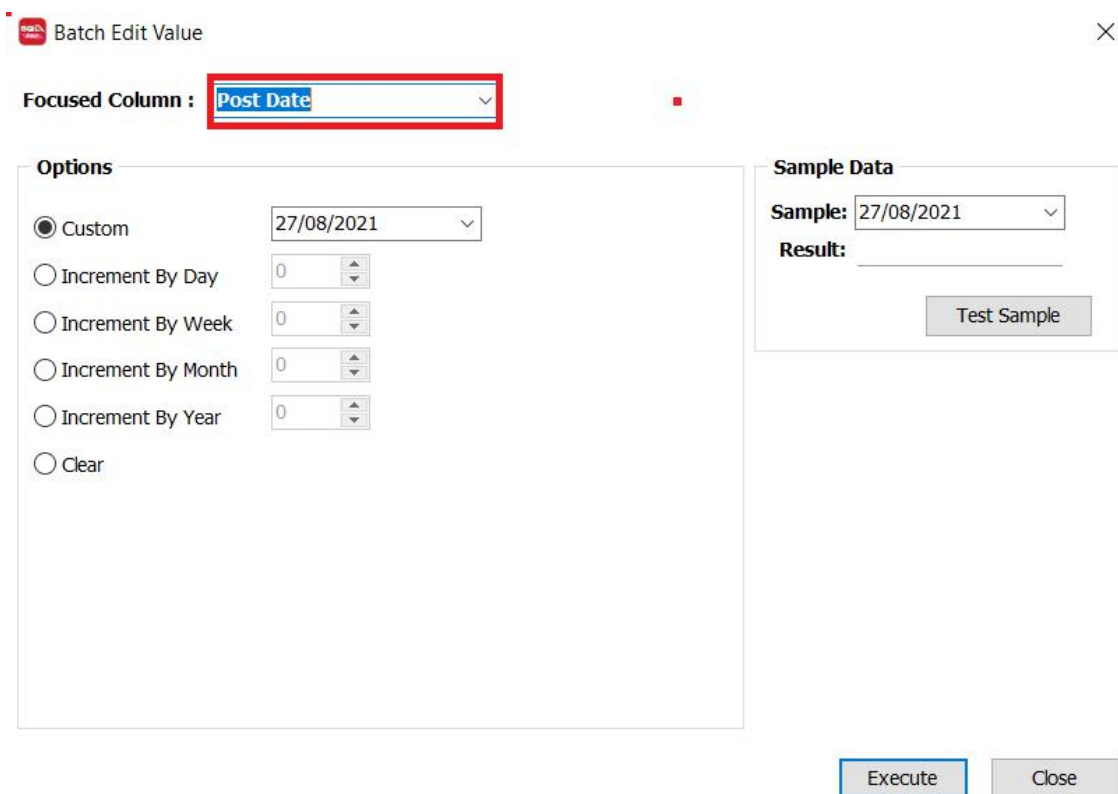 Batch Edit Value
Focused Column : Post Date
Options
Custom 27/08/2021
Increment By Day 0
Increment By Week 0
Increment By Month 0
Increment By Year 0
Clear
Sample Data
Sample: 27/08/2021
Result:
Test Sample
Execute Close